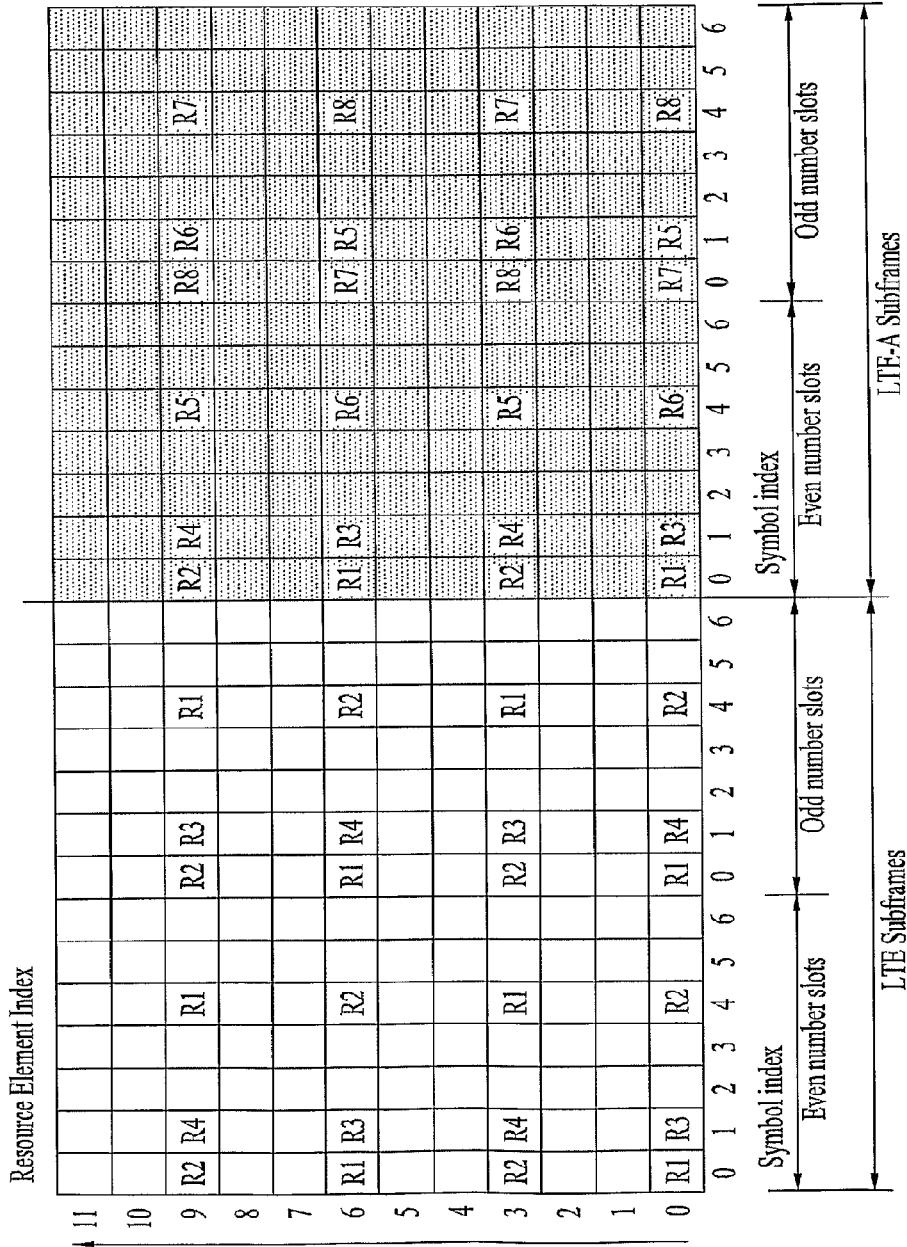 Resource Element Index
11
10
9 R2 R4 R1 R2 R3 R1 R2 R4 R5 R8 R6 R7
8
7
6 R1 R3 R2 R1 R4 R2 R1 R3 R6 R7 R5 R8
5
4
3 R2 R4 R1 R2 R3 R1 R2 R4 R5 R8 R6 R7
2
1
0 R1 R3 R2 R1 R4 R2 R1 R3 R6 R7 R5 R8
0 1 2 3 4 5 6 0 1 2 3 4 5 6 0 1 2 3 4 5 6 0 1 2 3 4 5 6
Symbol index Symbol index
Even number slots Odd number slots Even number slots Odd number slots
LTE Subframes LTE-A Subframes